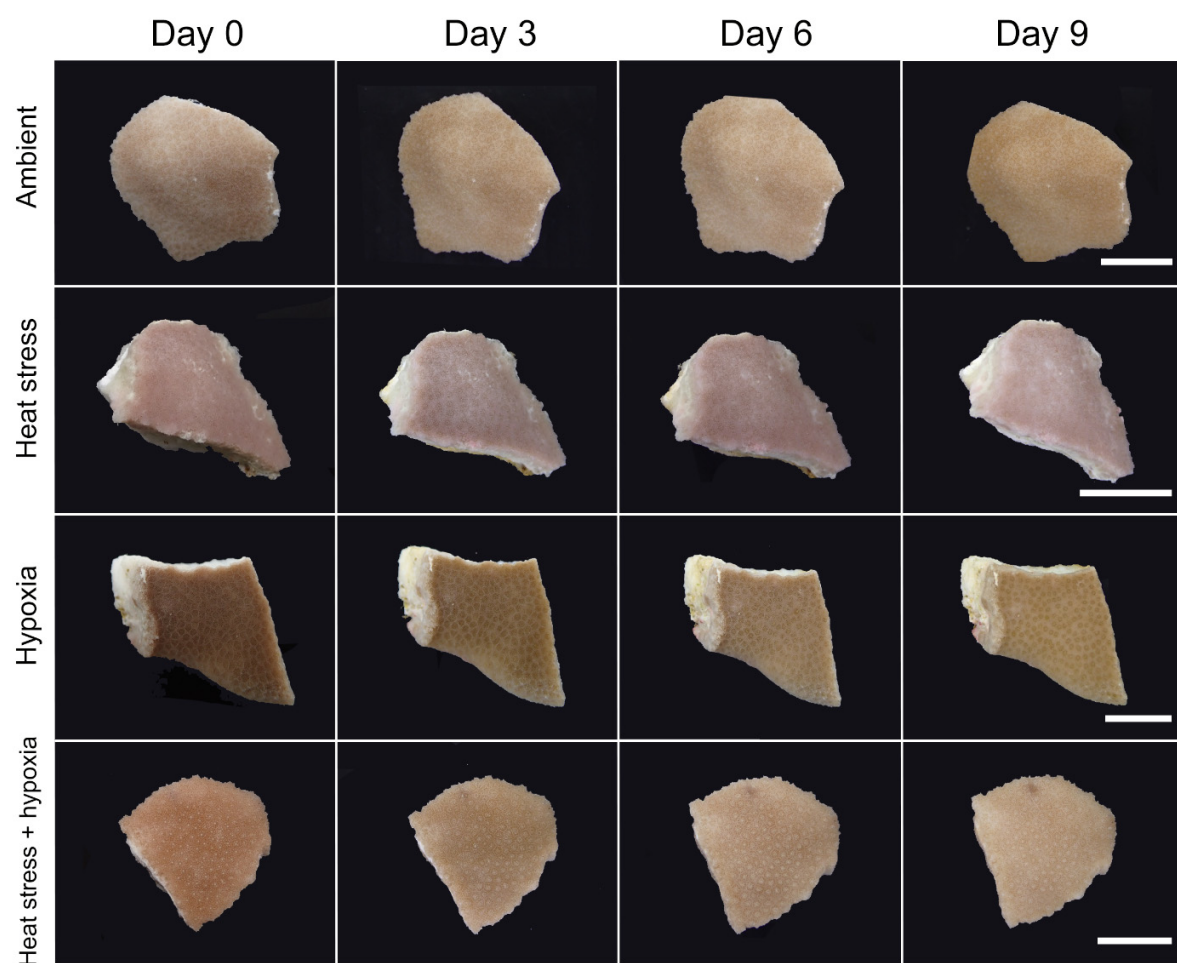 Day 0
Day 3
Day 6
Day 9
Ambient
Heat stress
Hypoxia
Heat stress + hypoxia